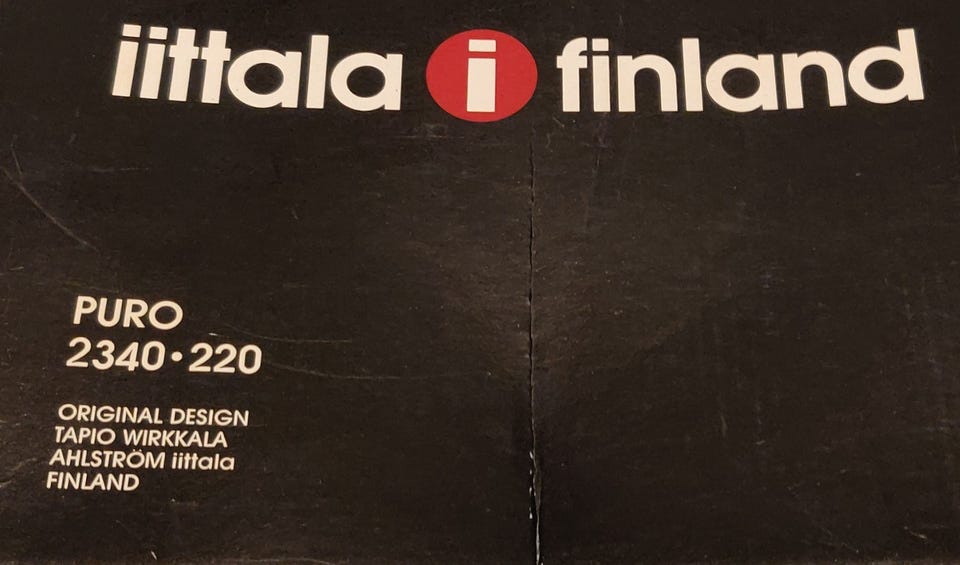 iittala i finland
PURO
2340•220
ORIGINAL DESIGN
TAPIO WIRKKALA
AHLSTRÖM iittala
FINLAND